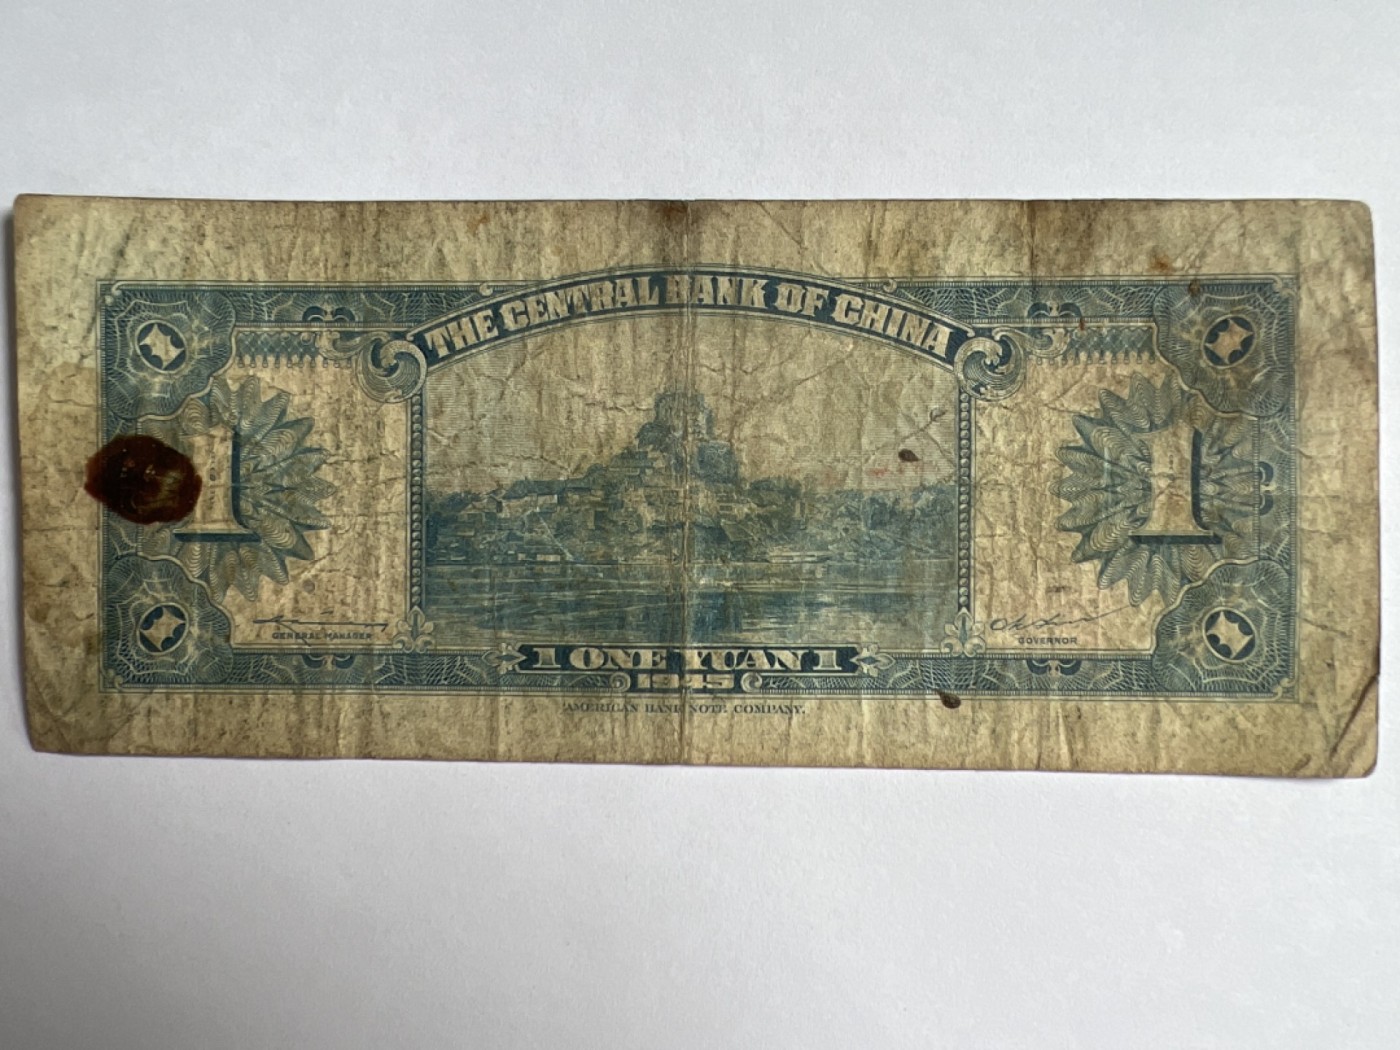 THE CENTRAL BANK OF CHINA
1 1
GENERAL MANAGER
GOVERNOR
1 ONE YUAN 1
1945
AMERICAN BANK NOTE COMPANY.